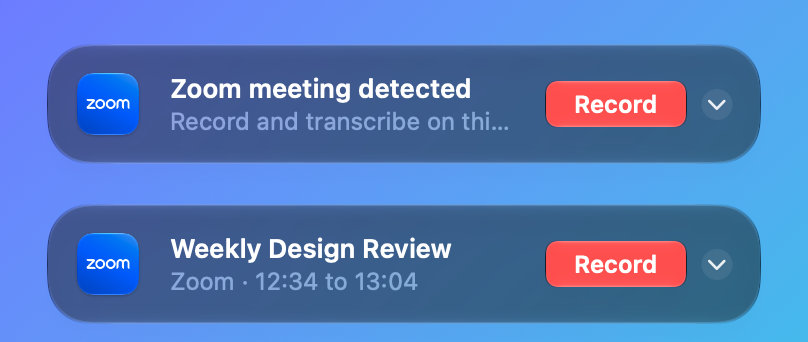 zoom
Zoom meeting detected
Record and transcribe on thi...
Record
zoom
Weekly Design Review
Zoom · 12:34 to 13:04
Record